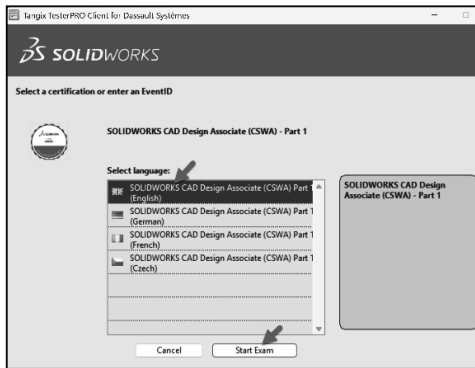 Tangix TesterPRO Client for Dassault Systèmes
SOLIDWORKS
Select a certification or enter an EventID
SOLIDWORKS CAD Design Associate (CSWA) - Part 1
Select language:
SOLIDWORKS CAD Design Associate (CSWA) Part 1
(English)
SOLIDWORKS CAD Design Associate (CSWA) Part 1
(German)
SOLIDWORKS CAD Design Associate (CSWA) Part 1
(French)
SOLIDWORKS CAD Design Associate (CSWA) Part 1
(Czech)
SOLIDWORKS CAD Design
Associate (CSWA) - Part 1
Cancel
Start Exam